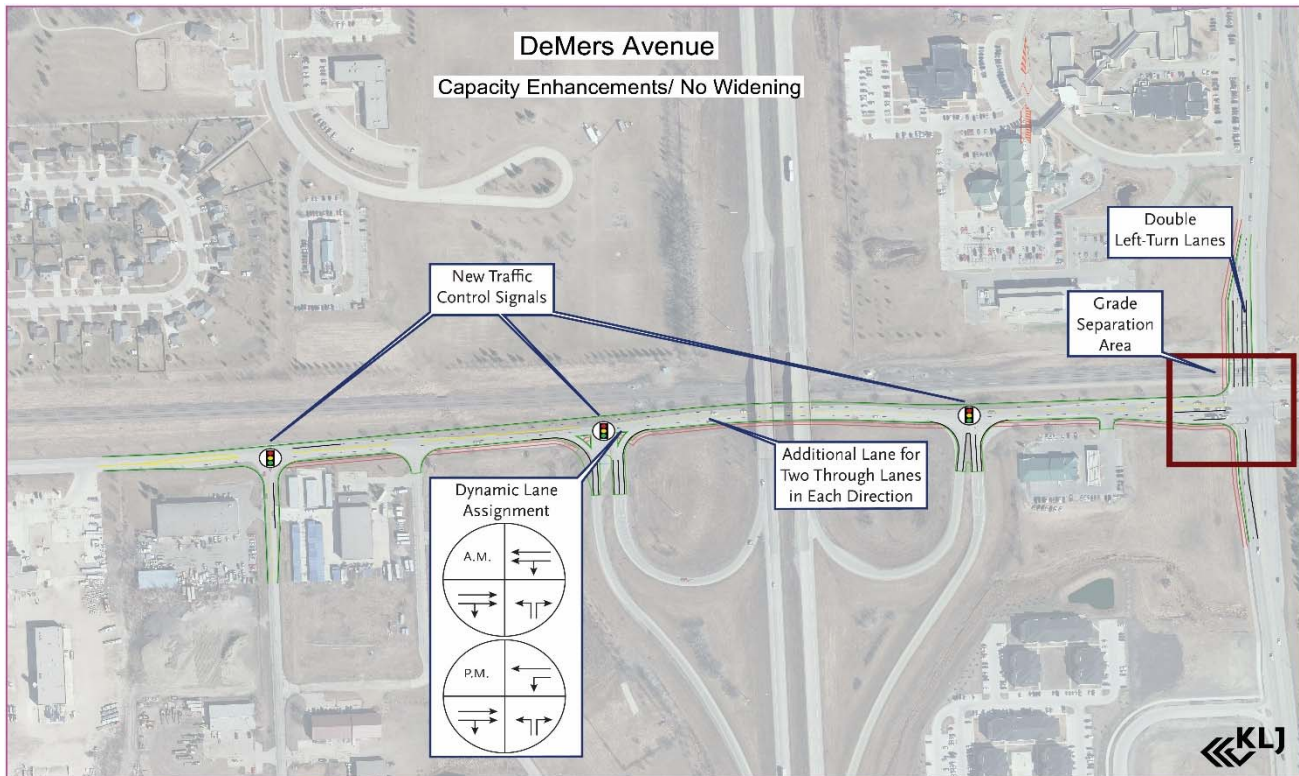 DeMers Avenue
Capacity Enhancements/ No Widening
Double
Left-Turn Lanes
New Traffic
Control Signals
Grade
Separation
Area
Additional Lane for
Two Through Lanes
in Each Direction
Dynamic Lane
Assignment
A.M.
P.M.
KLJ